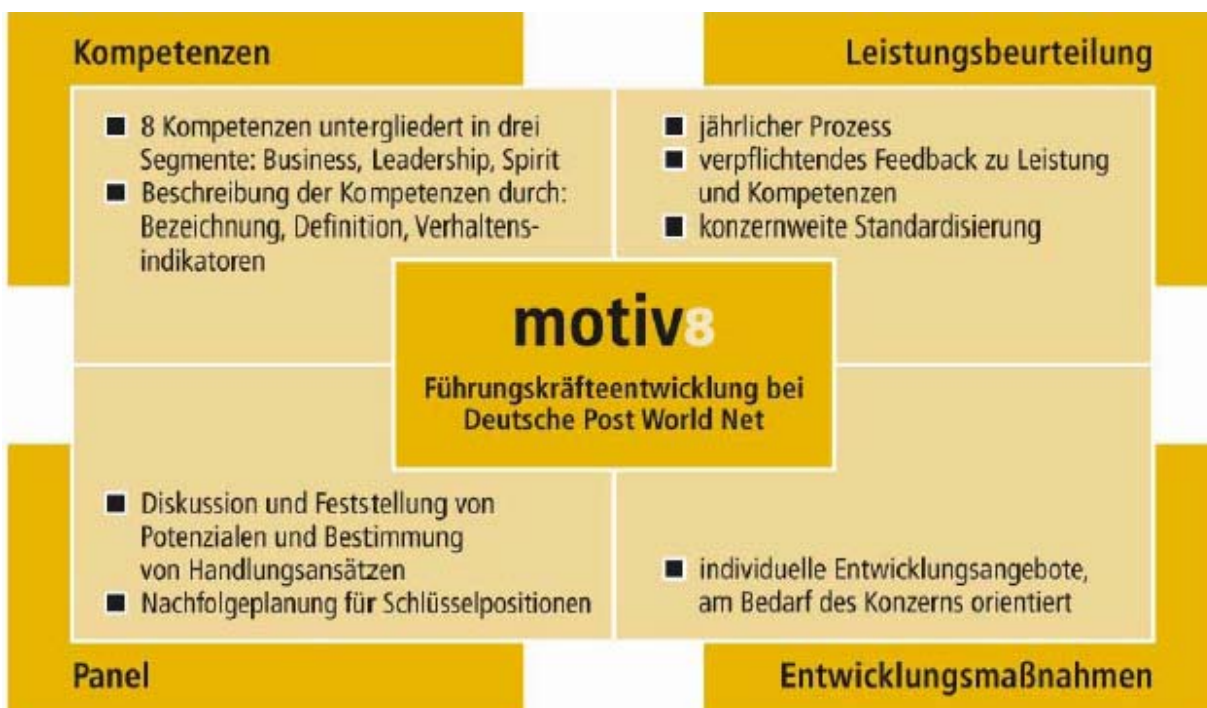 Kompetenzen
■ 8 Kompetenzen untergliedert in drei
Segmente: Business, Leadership, Spirit
■ Beschreibung der Kompetenzen durch:
Bezeichnung, Definition, Verhaltens-
indikatoren
Leistungsbeurteilung
■ jährlicher Prozess
■ verpflichtendes Feedback zu Leistung
und Kompetenzen
■ konzernweite Standardisierung
motiv8
Führungskräfteentwicklung bei
Deutsche Post World Net
■ Diskussion und Feststellung von
Potenzialen und Bestimmung
von Handlungsansätzen
■ Nachfolgeplanung für Schlüsselpositionen
Panel
■ individuelle Entwicklungsangebote,
am Bedarf des Konzerns orientiert
Entwicklungsmaßnahmen